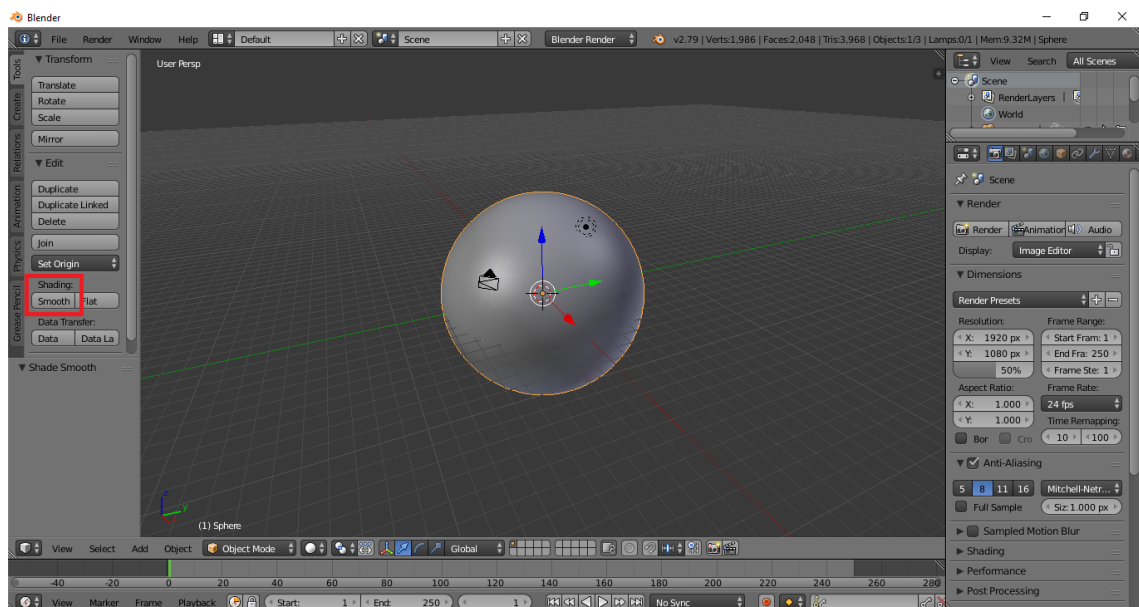 Blender
File Render Window Help Default Scene Blender Render v2.79 | Verts:1,986 | Faces:2,048 | Tris:3,968 | Objects:1/3 | Lamps:0/1 | Mem:9.32M | Sphere
Tools
Create
Relations
Animation
Physics
Grease Pencil
Transform
Translate
Rotate
Scale
Mirror
Edit
Duplicate
Duplicate Linked
Delete
Join
Set Origin
Shading:
Smooth Flat
Data Transfer:
Data Data La
Shade Smooth
User Persp
z
y
(1) Sphere
View Select Add Object Object Mode Global
-40 -20 0 20 40 60 80 100 120 140 160 180 200 220 240 260 280
View Marker Frame Playback Start: 1 End: 250 1 No Sync
View Search All Scenes
Scene
RenderLayers |
World
Scene
Render
Render Animation Audio
Display: Image Editor
Dimensions
Render Presets
Resolution: Frame Range:
X: 1920 px Start Fram: 1
Y: 1080 px End Fra: 250
50% Frame Ste: 1
Aspect Ratio: Frame Rate:
X: 1.000 24 fps
Y: 1.000 Time Remapping:
Bor Cro 10 100
Anti-Aliasing
5 8 11 16 Mitchell-Netr...
Full Sample Siz: 1.000 px
Sampled Motion Blur
Shading
Performance
Post Processing